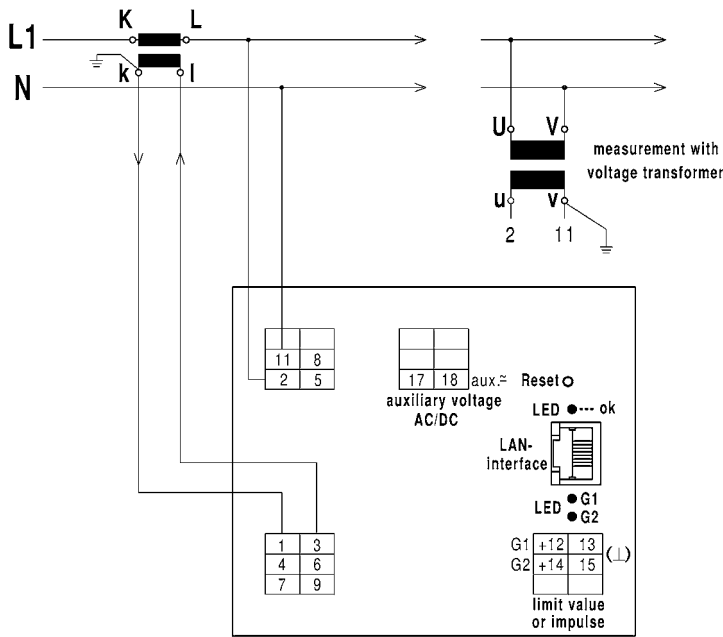 K L
L1
k l
N
U V
measurement with
voltage transformer
u v
2 11
11 8
2 5
17 18 aux.≂
auxiliary voltage
AC/DC
Reset
LED --- ok
LAN-
interface
LED G1
G2
1 3
4 6
7 9
G1 +12 13 (⊥)
G2 +14 15
limit value
or impulse